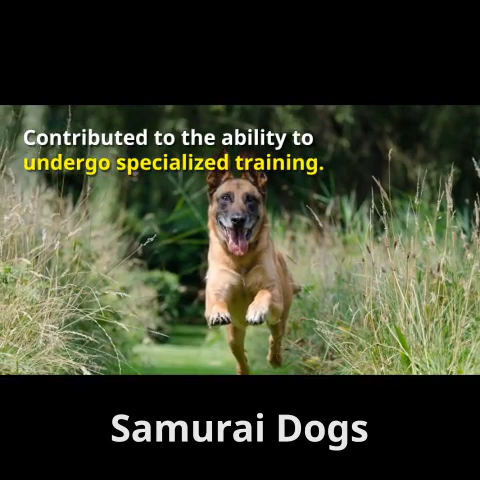 Contributed to the ability to
undergo specialized training.
Samurai Dogs